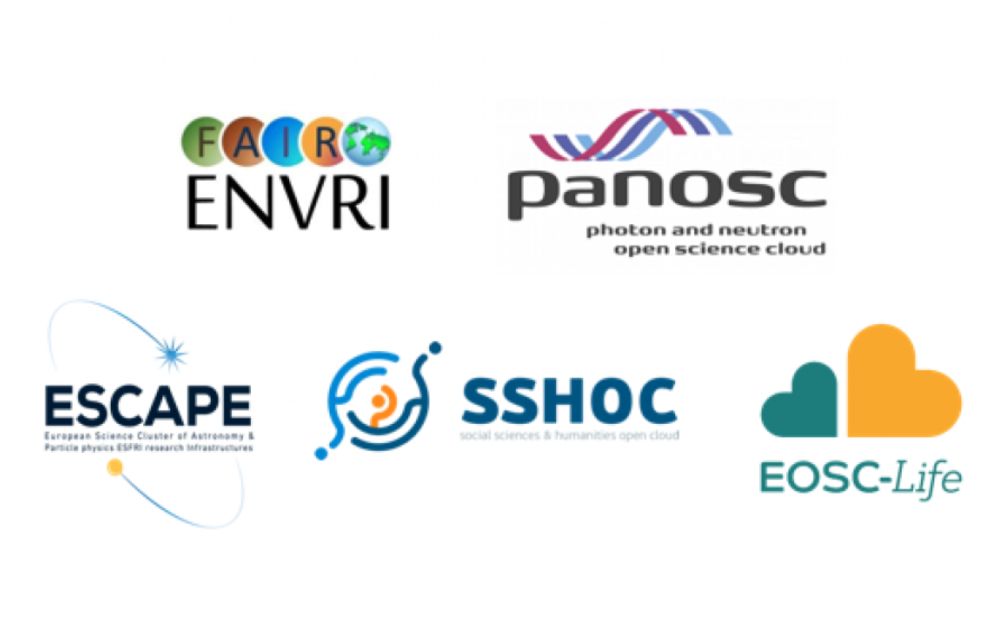 FAIR
ENVRI
panosc
photon and neutron
open science cloud
ESCAPE
European Science Cluster of Astronomy &
Particle physics ESFRI research Infrastructures
SSHOC
social sciences & humanities open cloud
EOSC-Life